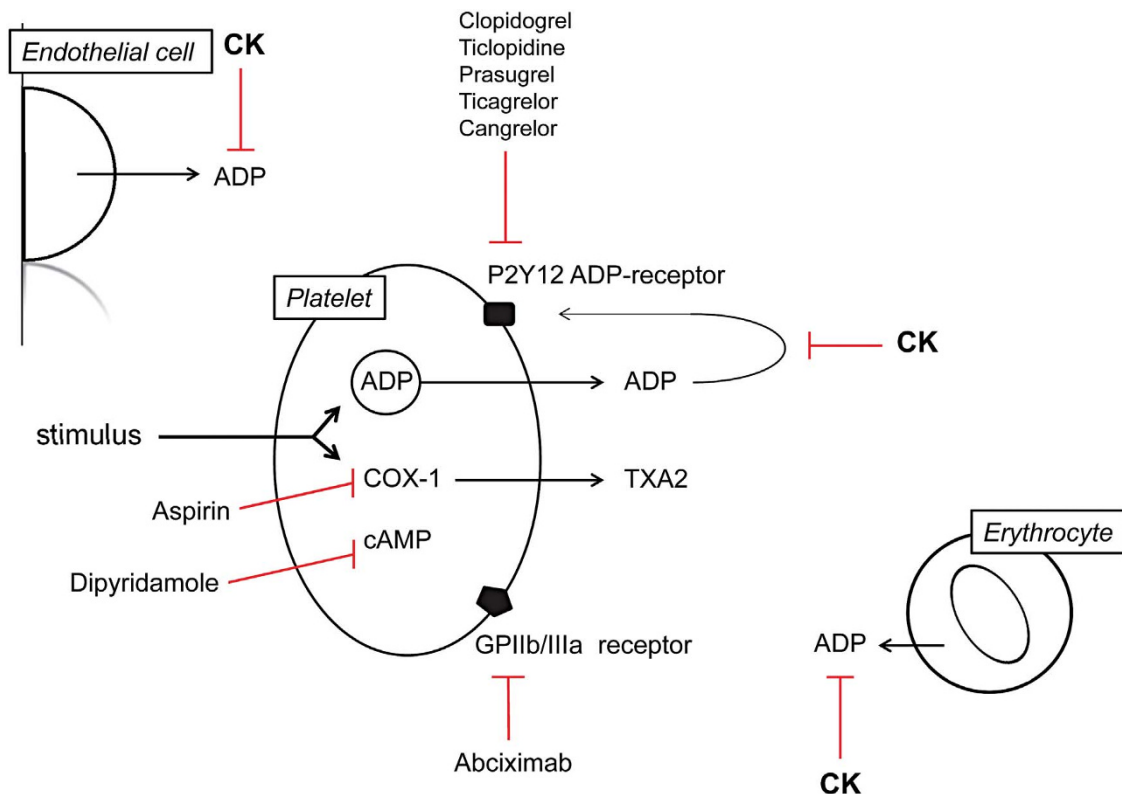 Endothelial cell
CK
ADP
Clopidogrel
Ticlopidine
Prasugrel
Ticagrelor
Cangrelor
P2Y12 ADP-receptor
Platelet
CK
ADP
ADP
stimulus
COX-1
TXA2
Aspirin
cAMP
Dipyridamole
GPIIb/IIIa receptor
Abciximab
Erythrocyte
ADP
CK